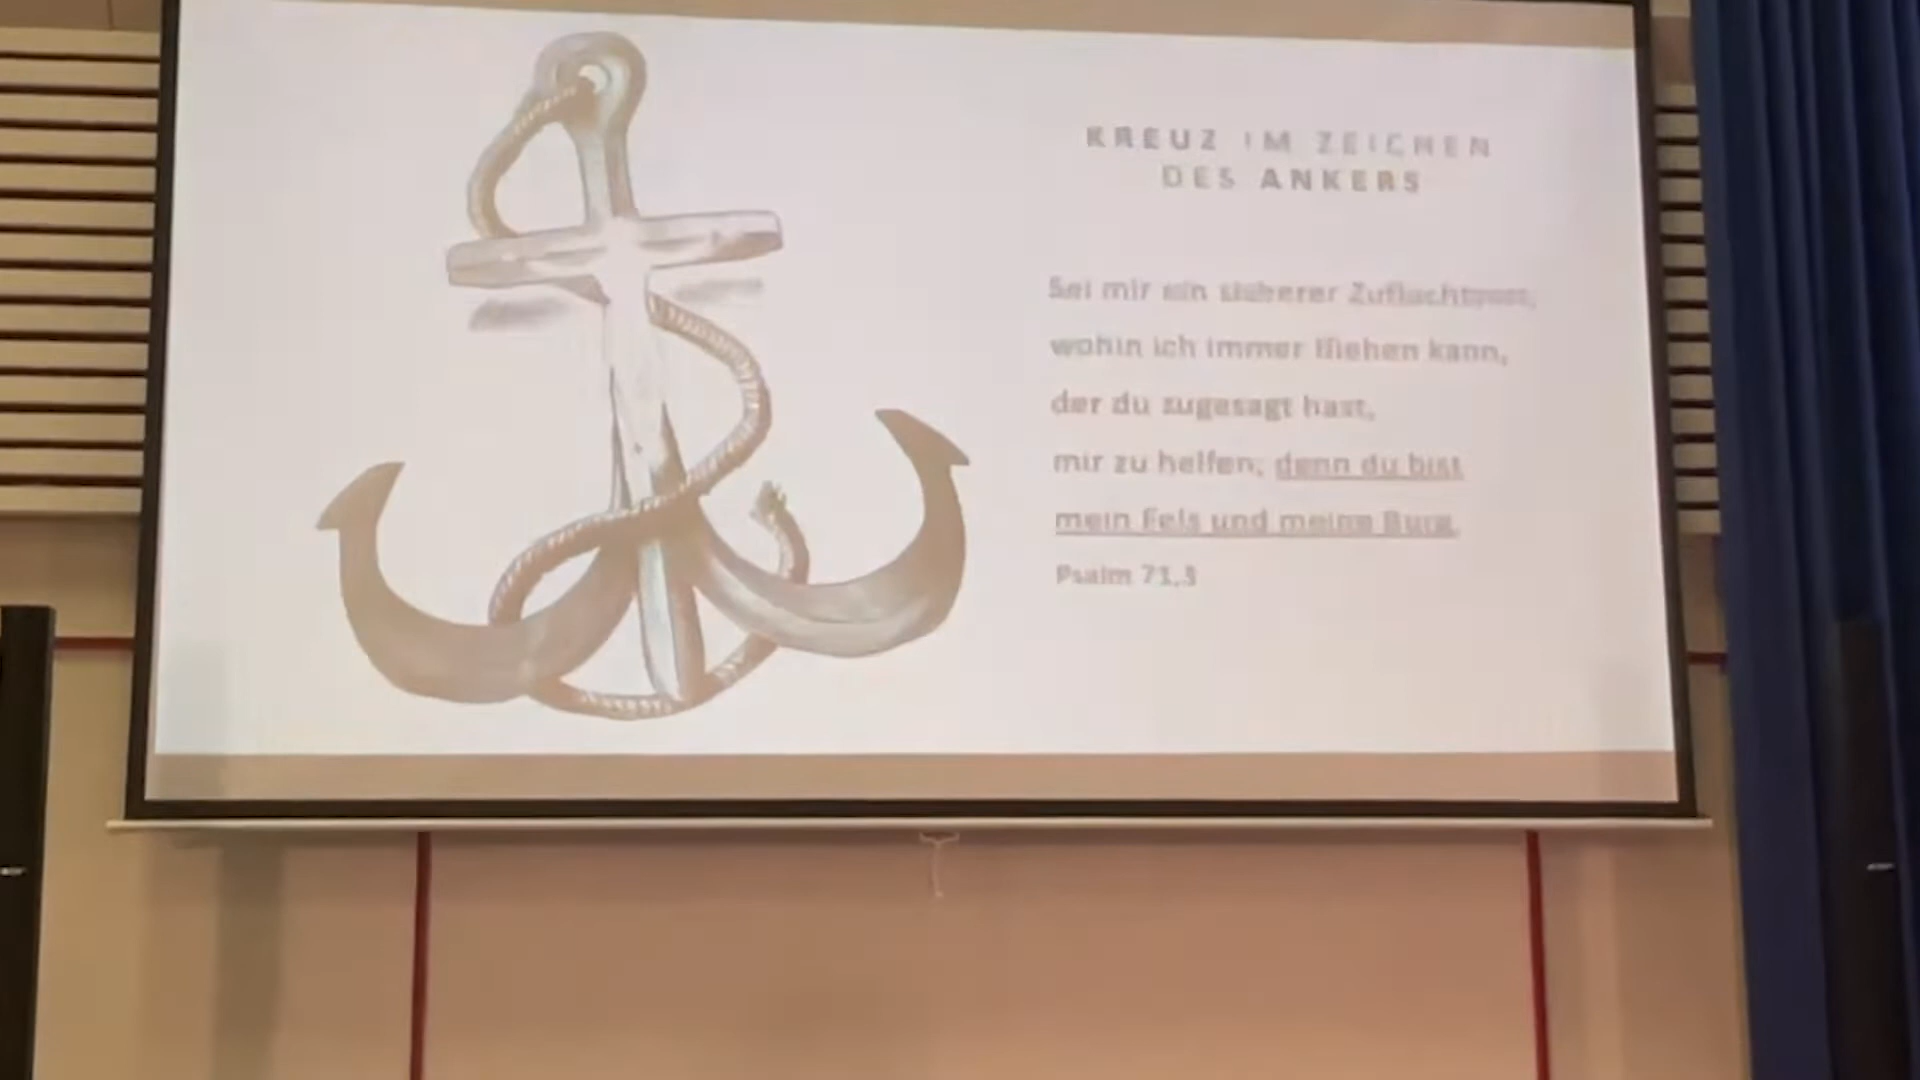 KREUZ IM ZEICHEN
DES ANKERS
Sei mir ein sicherer Zufluchtsort,
wohin ich immer fliehen kann,
der du zugesagt hast,
mir zu helfen; denn du bist
mein Fels und meine Burg.
Psalm 71,3